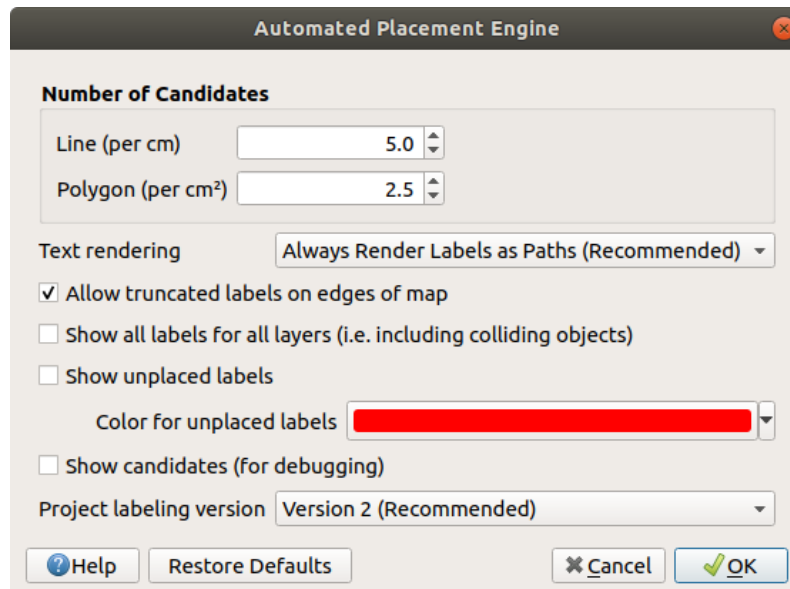 Automated Placement Engine
Number of Candidates
Line (per cm) 5.0
Polygon (per cm²) 2.5
Text rendering Always Render Labels as Paths (Recommended)
Allow truncated labels on edges of map
Show all labels for all layers (i.e. including colliding objects)
Show unplaced labels
Color for unplaced labels
Show candidates (for debugging)
Project labeling version Version 2 (Recommended)
Help Restore Defaults Cancel OK